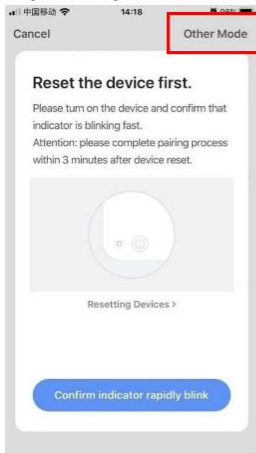 中国移动 14:18 98%
Cancel Other Mode
Reset the device first.
Please turn on the device and confirm that
indicator is blinking fast.
Attention: please complete pairing process
within 3 minutes after device reset.
Resetting Devices >
Confirm indicator rapidly blink